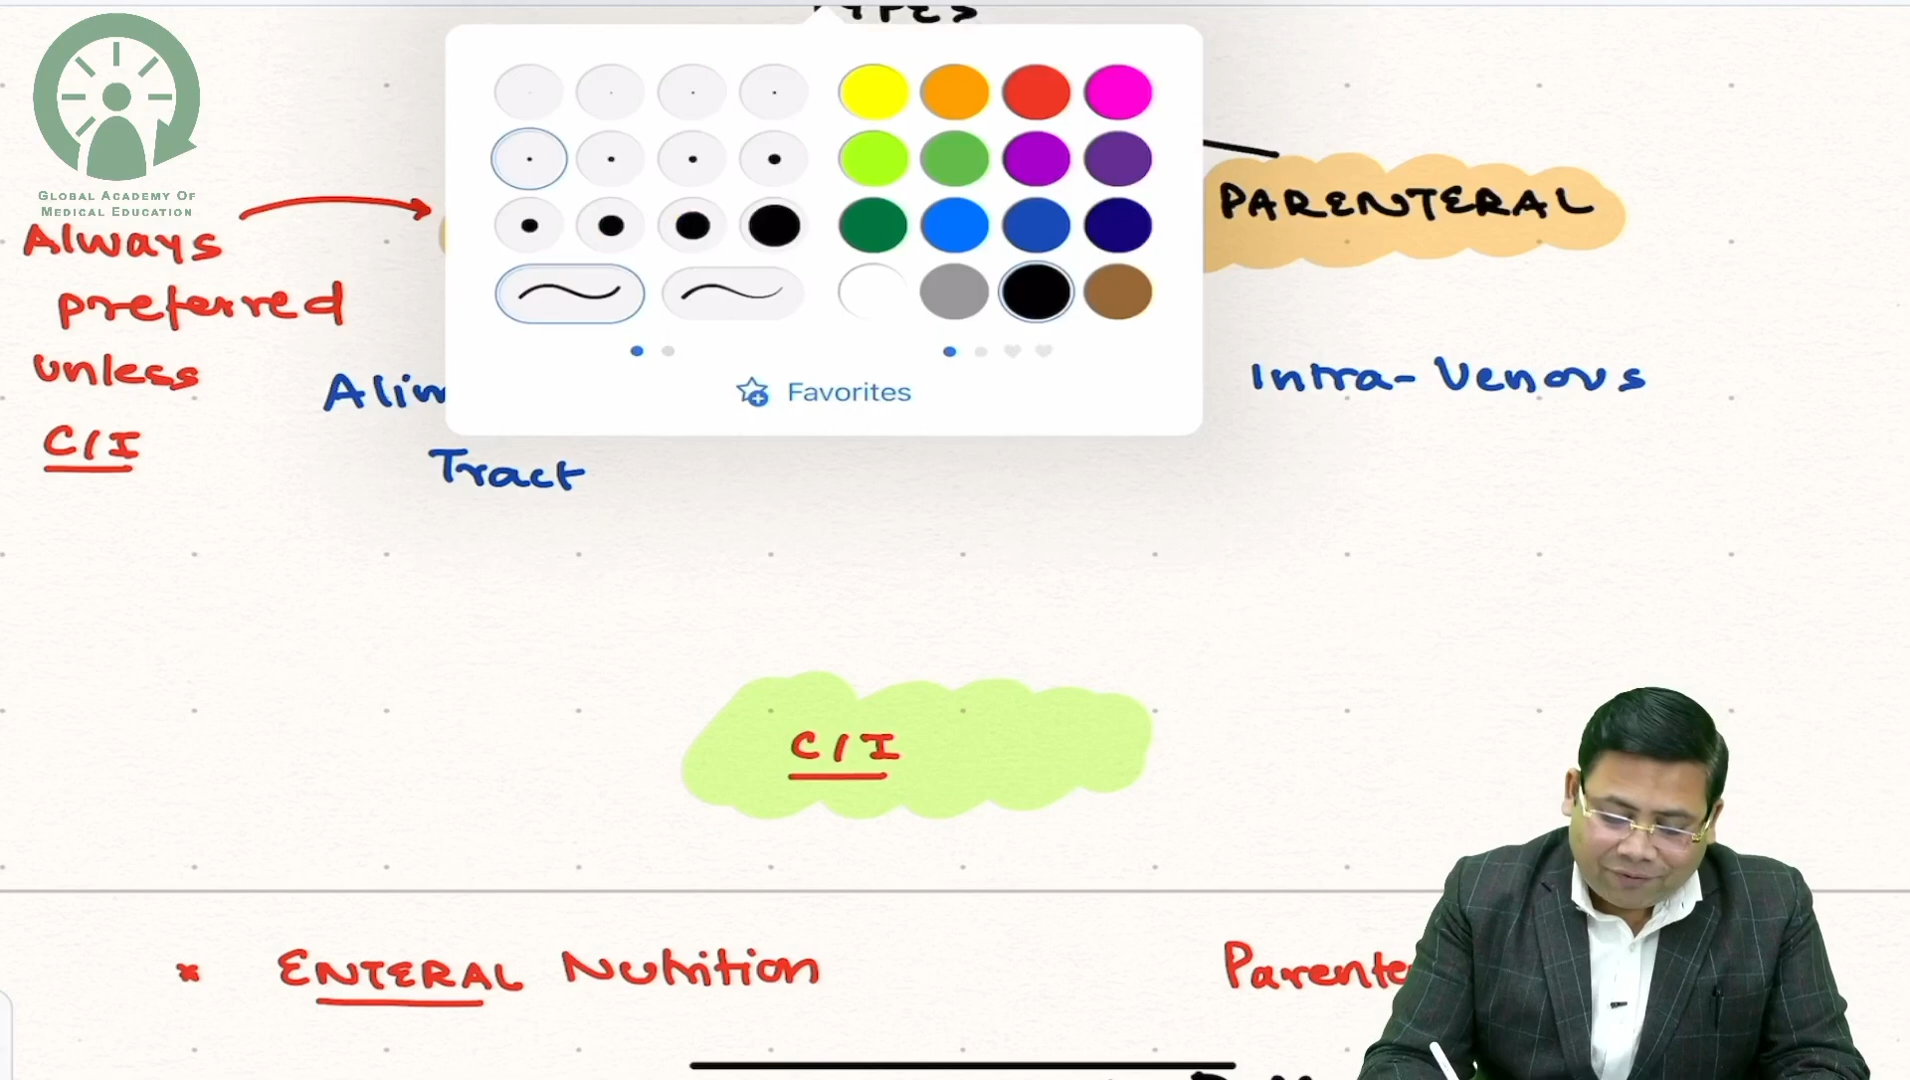 GLOBAL ACADEMY OF
MEDICAL EDUCATION
PARENTERAL
Always
preferred
unless
C/I
Intra-Venous
Tract
Favorites
C/I
* ENTERAL Nutrition